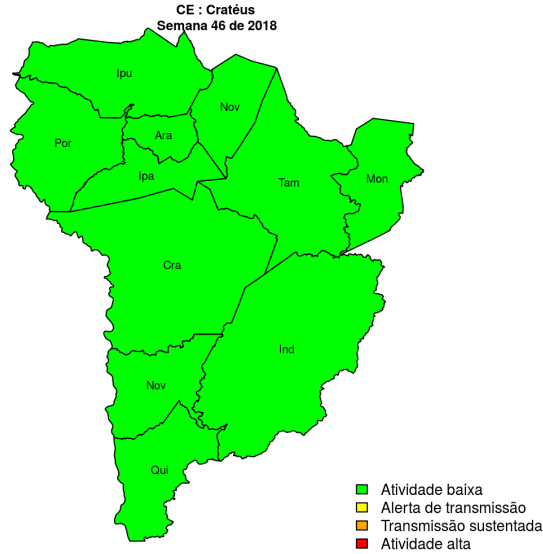 CE : Cratéus
Semana 46 de 2018
Ipu
Nov
Por
Ara
Ipa
Tam
Mon
Cra
Ind
Nov
Qui
Atividade baixa
Alerta de transmissão
Transmissão sustentada
Atividade alta